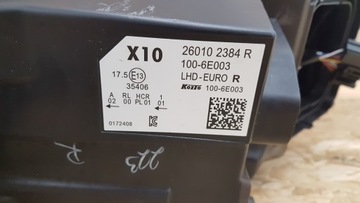 X10
26010 2384 R
100-6E003
LHD-EURO R
17.5 E13
35406
Koito 100-6E003
A RL HCR 1
02 00 PL 01 01
0172408
223
R